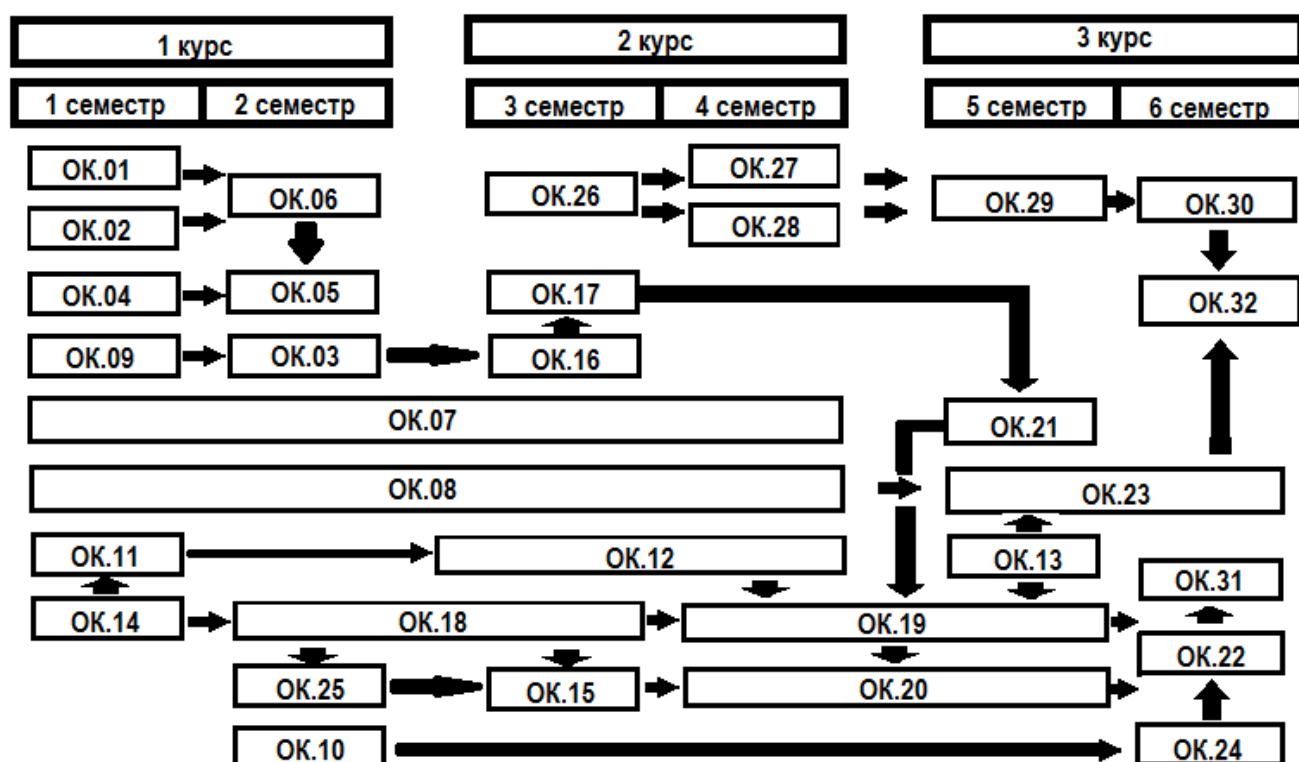 1 курс 2 курс 3 курс
1 семестр 2 семестр 3 семестр 4 семестр 5 семестр 6 семестр
ОК.01 ОК.27
ОК.06 ОК.26 ОК.29 ОК.30
ОК.02 ОК.28
ОК.04 ОК.05 ОК.17 ОК.32
ОК.09 ОК.03 ОК.16
ОК.07 ОК.21
ОК.08 ОК.23
ОК.11 ОК.12 ОК.13
ОК.31
ОК.14 ОК.18 ОК.19
ОК.22
ОК.25 ОК.15 ОК.20
ОК.10 ОК.24